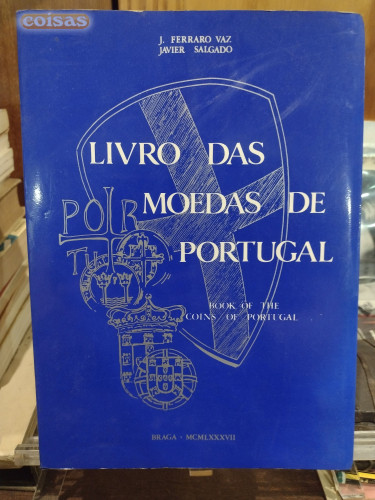 coisas
J. FERRARO VAZ
JAVIER SALGADO
LIVRO DAS
MOEDAS DE
PORTUGAL
POR
TU
BOOK OF THE
COINS OF PORTUGAL
BRAGA - MCMLXXXVII